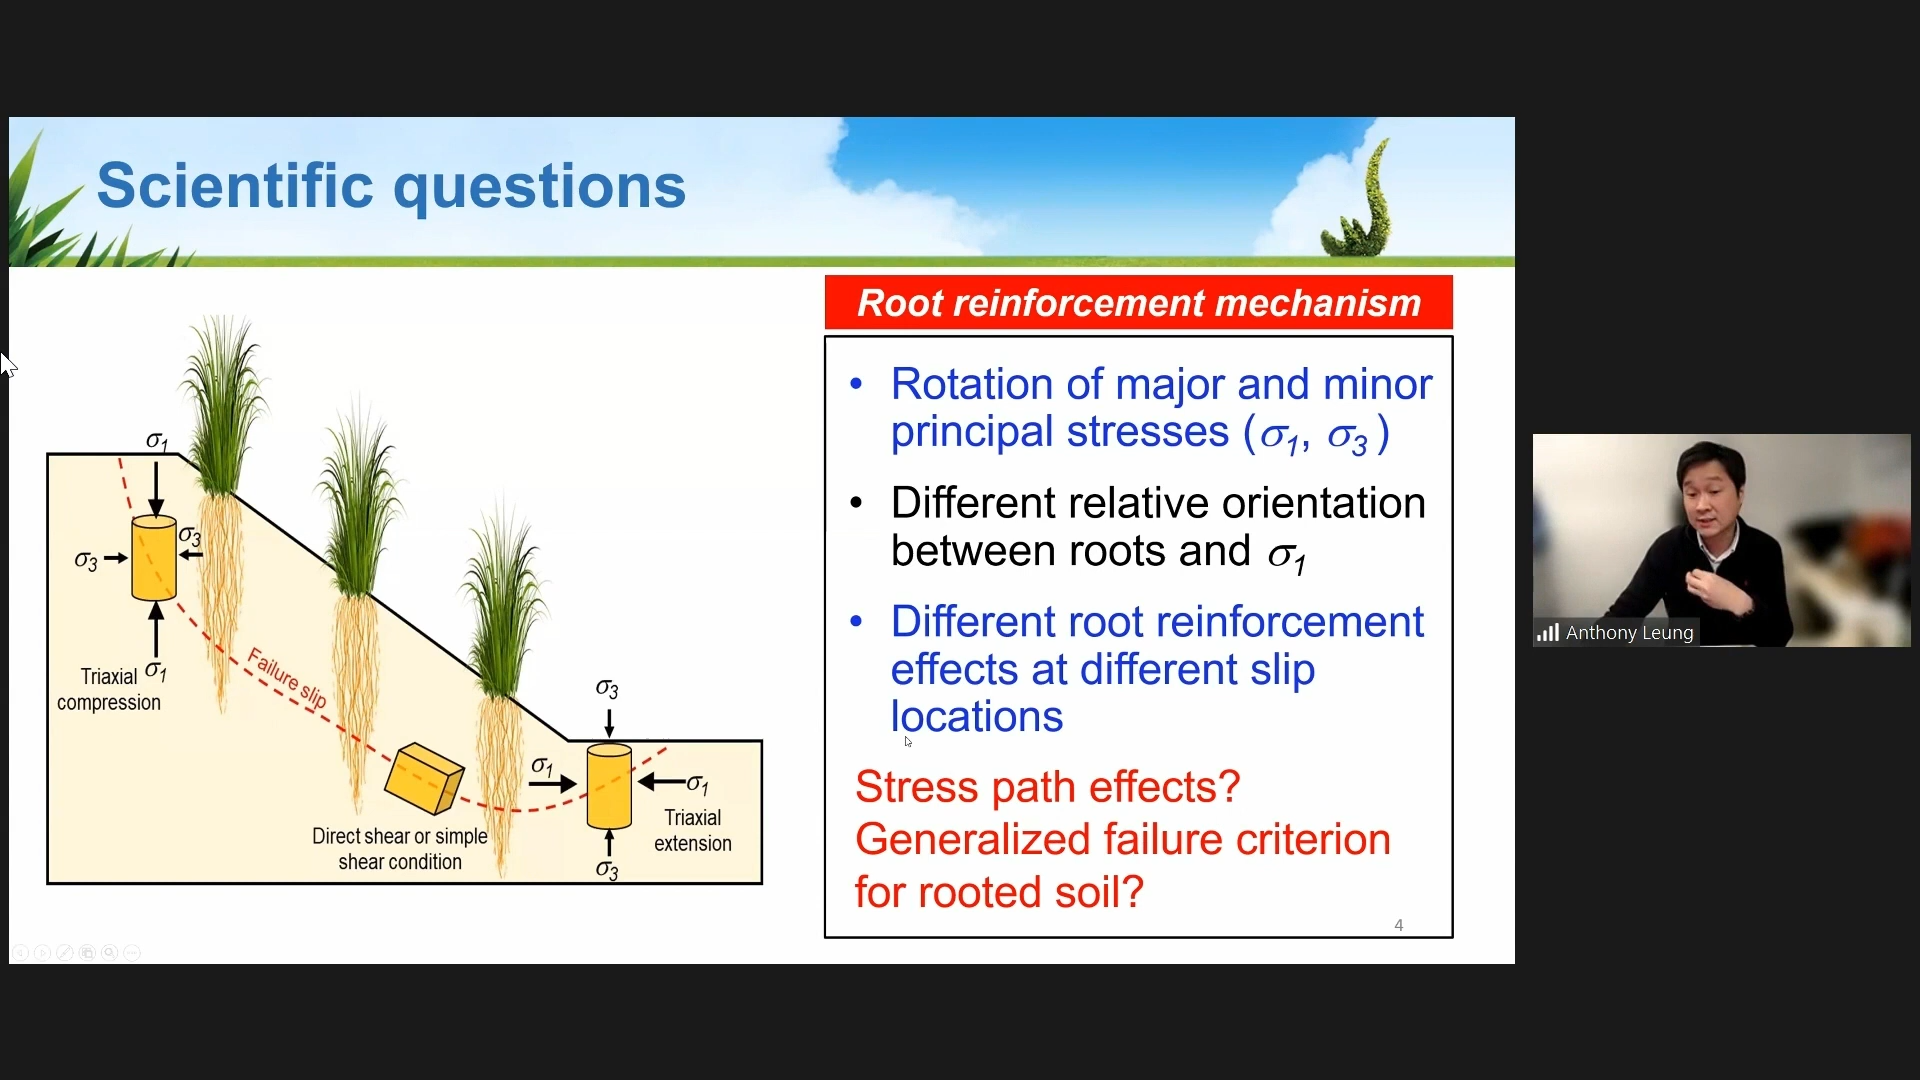 Scientific questions
Root reinforcement mechanism
• Rotation of major and minor
principal stresses (σ1, σ3 )
• Different relative orientation
between roots and σ1
• Different root reinforcement
effects at different slip
locations
Stress path effects?
Generalized failure criterion
for rooted soil?
4
σ1
σ3
σ3
σ1
Triaxial
compression
Failure slip
Direct shear or simple
shear condition
σ3
σ1
σ1
σ3
Triaxial
extension
Anthony Leung